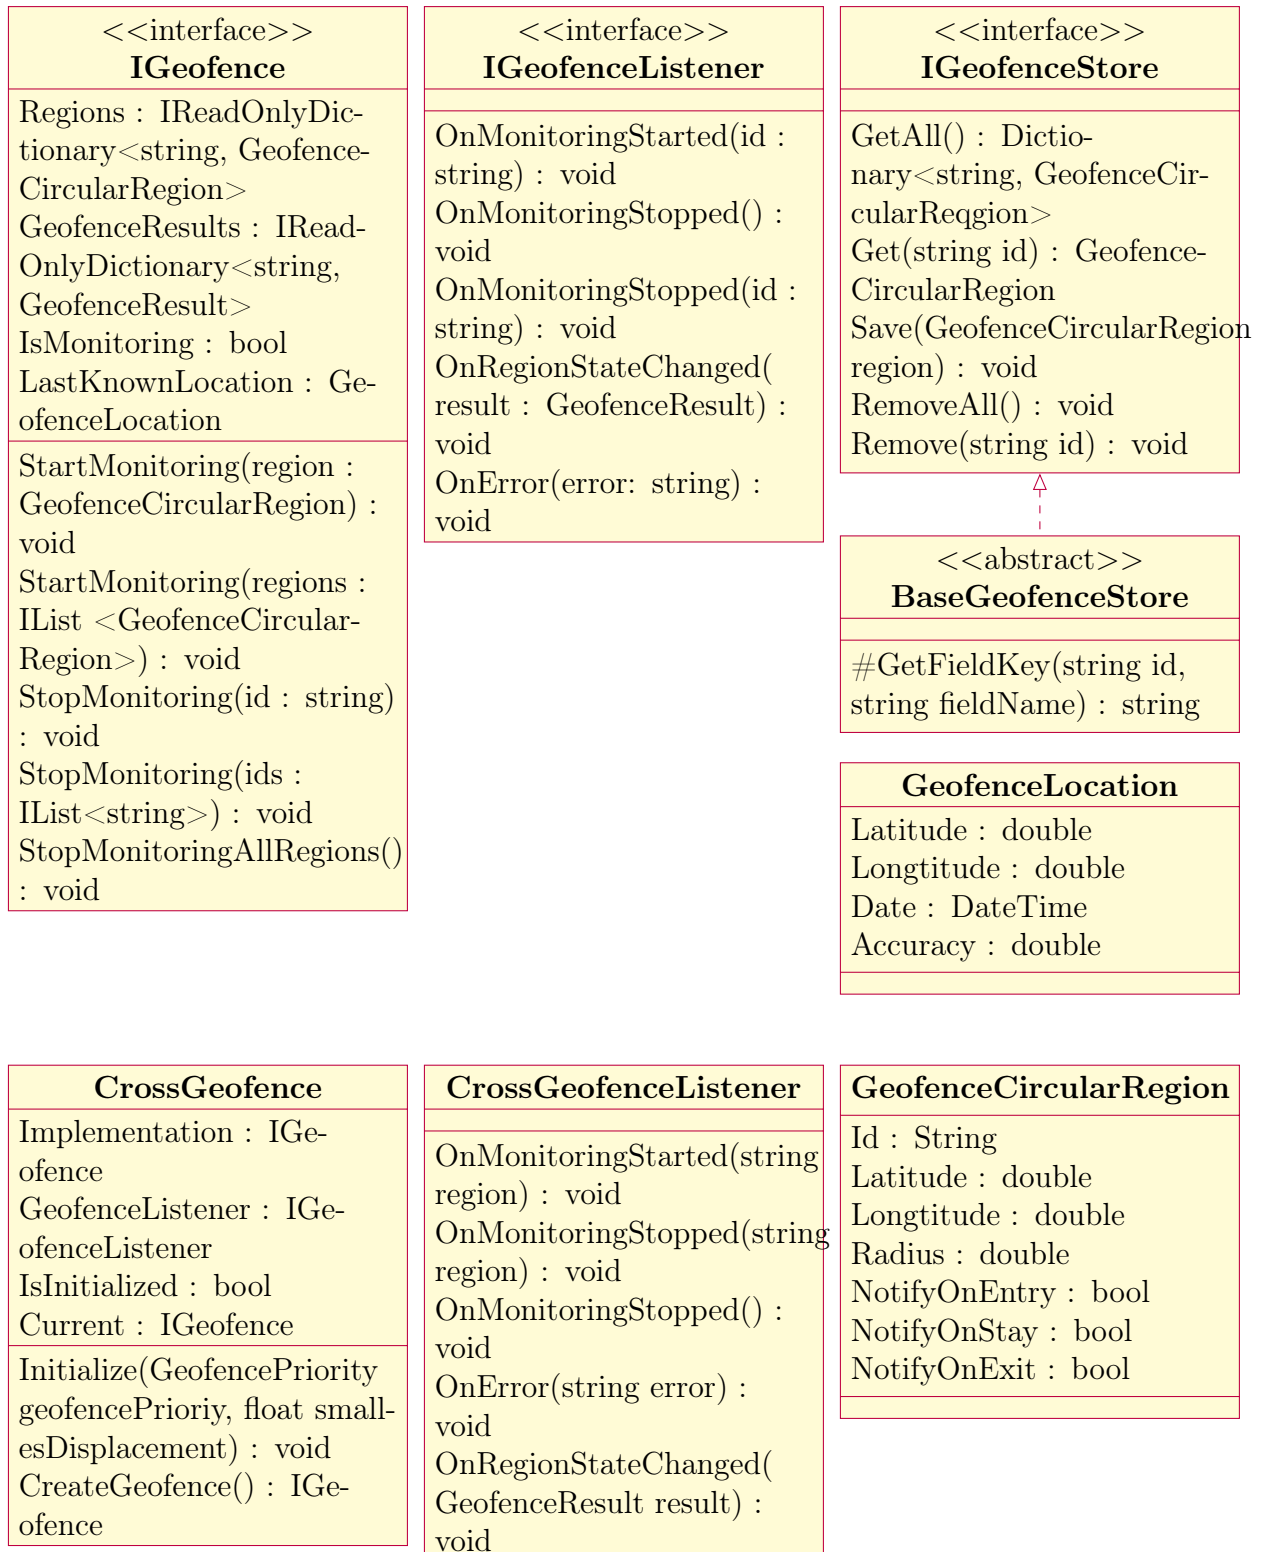 <<interface>>
IGeofence
Regions : IReadOnlyDic-
tionary<string, Geofence-
CircularRegion>
GeofenceResults : IRead-
OnlyDictionary<string,
GeofenceResult>
IsMonitoring : bool
LastKnownLocation : Ge-
ofenceLocation
StartMonitoring(region :
GeofenceCircularRegion) :
void
StartMonitoring(regions :
IList <GeofenceCircular-
Region>) : void
StopMonitoring(id : string)
: void
StopMonitoring(ids :
IList<string>) : void
StopMonitoringAllRegions()
: void
<<interface>>
IGeofenceListener
OnMonitoringStarted(id :
string) : void
OnMonitoringStopped() :
void
OnMonitoringStopped(id :
string) : void
OnRegionStateChanged(
result : GeofenceResult) :
void
OnError(error: string) :
void
<<interface>>
IGeofenceStore
GetAll() : Dictio-
nary<string, GeofenceCir-
cularReqgion>
Get(string id) : Geofence-
CircularRegion
Save(GeofenceCircularRegion
region) : void
RemoveAll() : void
Remove(string id) : void
<<abstract>>
BaseGeofenceStore
#GetFieldKey(string id,
string fieldName) : string
GeofenceLocation
Latitude : double
Longtitude : double
Date : DateTime
Accuracy : double
CrossGeofence
Implementation : IGe-
ofence
GeofenceListener : IGe-
ofenceListener
IsInitialized : bool
Current : IGeofence
Initialize(GeofencePriority
geofencePrioriy, float small-
esDisplacement) : void
CreateGeofence() : IGe-
ofence
CrossGeofenceListener
OnMonitoringStarted(string
region) : void
OnMonitoringStopped(string
region) : void
OnMonitoringStopped() :
void
OnError(string error) :
void
OnRegionStateChanged(
GeofenceResult result) :
void
GeofenceCircularRegion
Id : String
Latitude : double
Longtitude : double
Radius : double
NotifyOnEntry : bool
NotifyOnStay : bool
NotifyOnExit : bool